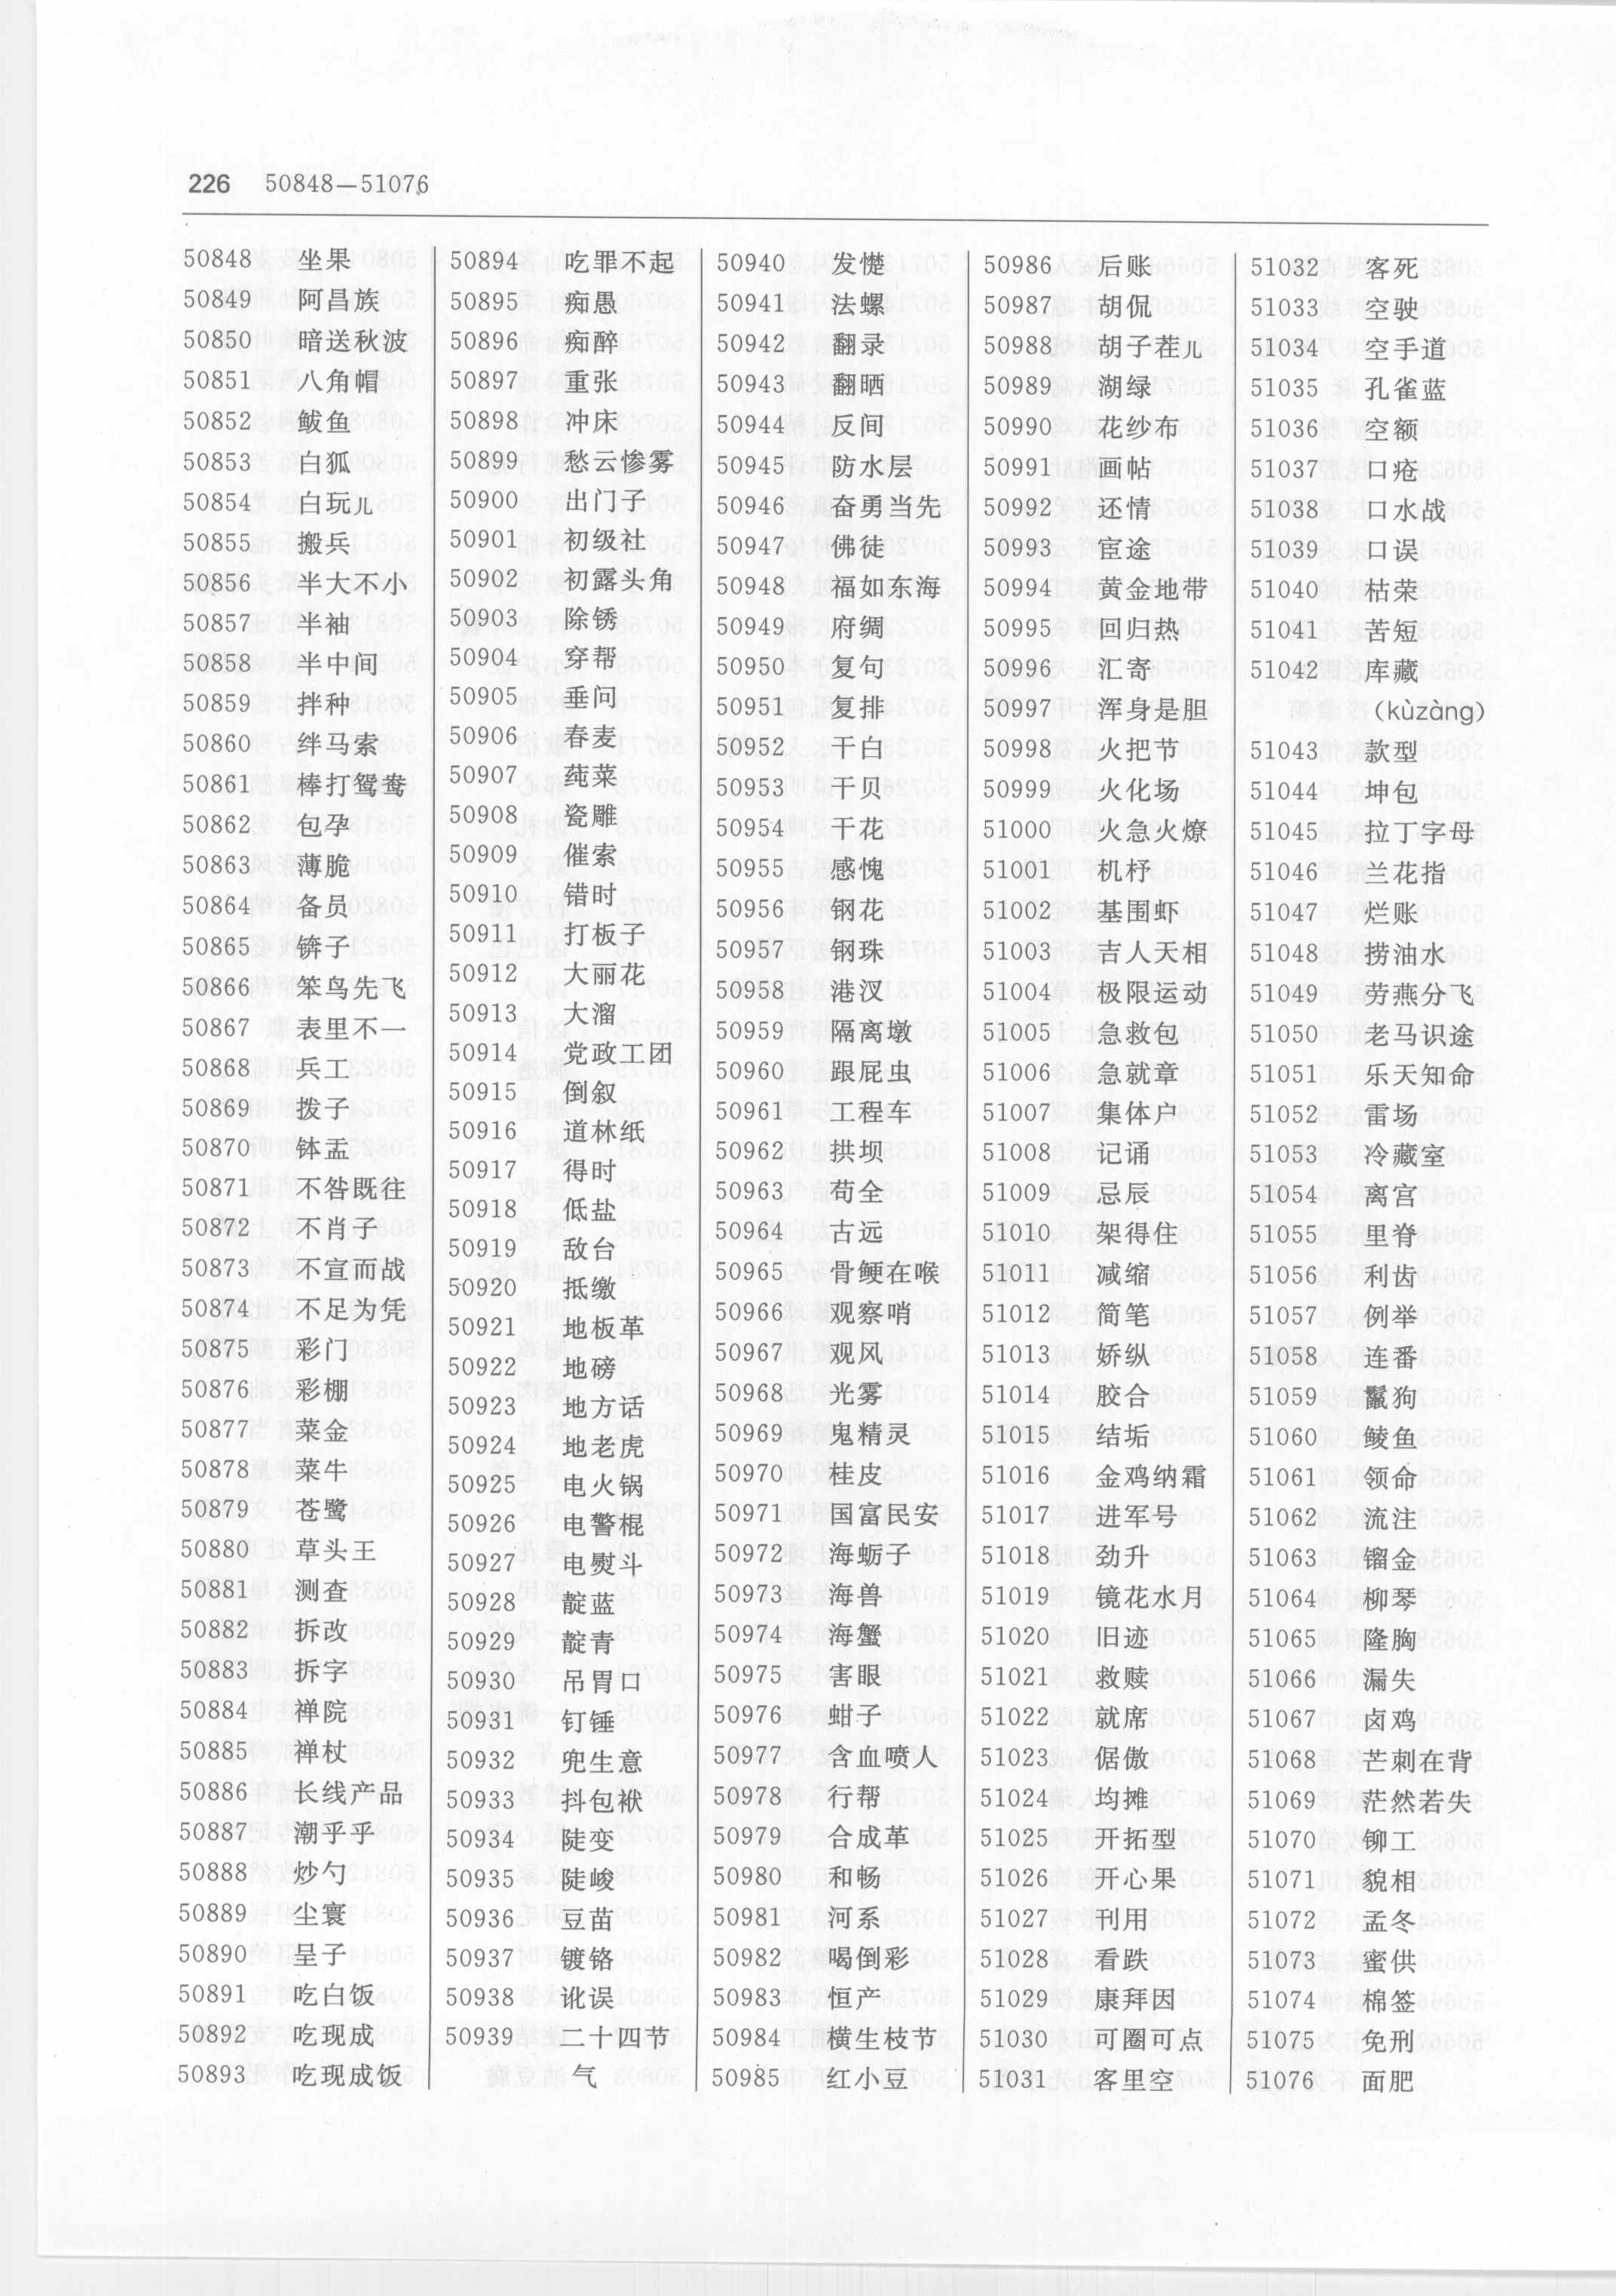 226 50848—51076
50848 坐果
50849 阿昌族
50850 暗送秋波
50851 八角帽
50852 鲅鱼
50853 白狐
50854 白玩儿
50855 搬兵
50856 半大不小
50857 半袖
50858 半中间
50859 拌种
50860 绊马索
50861 棒打鸳鸯
50862 包孕
50863 薄脆
50864 备员
50865 锛子
50866 笨鸟先飞
50867 表里不一
50868 兵工
50869 拨子
50870 钵盂
50871 不咎既往
50872 不肖子
50873 不宣而战
50874 不足为凭
50875 彩门
50876 彩棚
50877 菜金
50878 菜牛
50879 苍鹭
50880 草头王
50881 测查
50882 拆改
50883 拆字
50884 禅院
50885 禅杖
50886 长线产品
50887 潮乎乎
50888 炒勺
50889 尘寰
50890 呈子
50891 吃白饭
50892 吃现成
50893 吃现成饭
50894 吃罪不起
50895 痴愚
50896 痴醉
50897 重张
50898 冲床
50899 愁云惨雾
50900 出门子
50901 初级社
50902 初露头角
50903 除锈
50904 穿帮
50905 垂问
50906 春麦
50907 莼菜
50908 瓷雕
50909 催索
50910 错时
50911 打板子
50912 大丽花
50913 大溜
50914 党政工团
50915 倒叙
50916 道林纸
50917 得时
50918 低盐
50919 敌台
50920 抵缴
50921 地板革
50922 地磅
50923 地方话
50924 地老虎
50925 电火锅
50926 电警棍
50927 电熨斗
50928 靛蓝
50929 靛青
50930 吊胃口
50931 钉锤
50932 兜生意
50933 抖包袱
50934 陡变
50935 陡峻
50936 豆苗
50937 镀铬
50938 讹误
50939 二十四节
气
50940 发憷
50941 法螺
50942 翻录
50943 翻晒
50944 反间
50945 防水层
50946 奋勇当先
50947 佛徒
50948 福如东海
50949 府绸
50950 复句
50951 复排
50952 干白
50953 干贝
50954 干花
50955 感愧
50956 钢花
50957 钢珠
50958 港汊
50959 隔离墩
50960 跟屁虫
50961 工程车
50962 拱坝
50963 苟全
50964 古远
50965 骨鲠在喉
50966 观察哨
50967 观风
50968 光雾
50969 鬼精灵
50970 桂皮
50971 国富民安
50972 海蛎子
50973 海兽
50974 海蟹
50975 害眼
50976 蚶子
50977 含血喷人
50978 行帮
50979 合成革
50980 和畅
50981 河系
50982 喝倒彩
50983 恒产
50984 横生枝节
50985 红小豆
50986 后账
50987 胡侃
50988 胡子茬儿
50989 湖绿
50990 花纱布
50991 画帖
50992 还情
50993 宦途
50994 黄金地带
50995 回归热
50996 汇寄
50997 浑身是胆
50998 火把节
50999 火化场
51000 火急火燎
51001 机杼
51002 基围虾
51003 吉人天相
51004 极限运动
51005 急救包
51006 急就章
51007 集体户
51008 记诵
51009 忌辰
51010 架得住
51011 减缩
51012 简笔
51013 娇纵
51014 胶合
51015 结垢
51016 金鸡纳霜
51017 进军号
51018 劲升
51019 镜花水月
51020 旧迹
51021 救赎
51022 就席
51023 倨傲
51024 均摊
51025 开拓型
51026 开心果
51027 刊用
51028 看跌
51029 康拜因
51030 可圈可点
51031 客里空
51032 客死
51033 空驶
51034 空手道
51035 孔雀蓝
51036 空额
51037 口疮
51038 口水战
51039 口误
51040 枯荣
51041 苦短
51042 库藏
(kùzàng)
51043 款型
51044 坤包
51045 拉丁字母
51046 兰花指
51047 烂账
51048 捞油水
51049 劳燕分飞
51050 老马识途
51051 乐天知命
51052 雷场
51053 冷藏室
51054 离宫
51055 里脊
51056 利齿
51057 例举
51058 连番
51059 鬣狗
51060 鲮鱼
51061 领命
51062 流注
51063 镏金
51064 柳琴
51065 隆胸
51066 漏失
51067 卤鸡
51068 芒刺在背
51069 茫然若失
51070 铆工
51071 貌相
51072 孟冬
51073 蜜供
51074 棉签
51075 免刑
51076 面肥